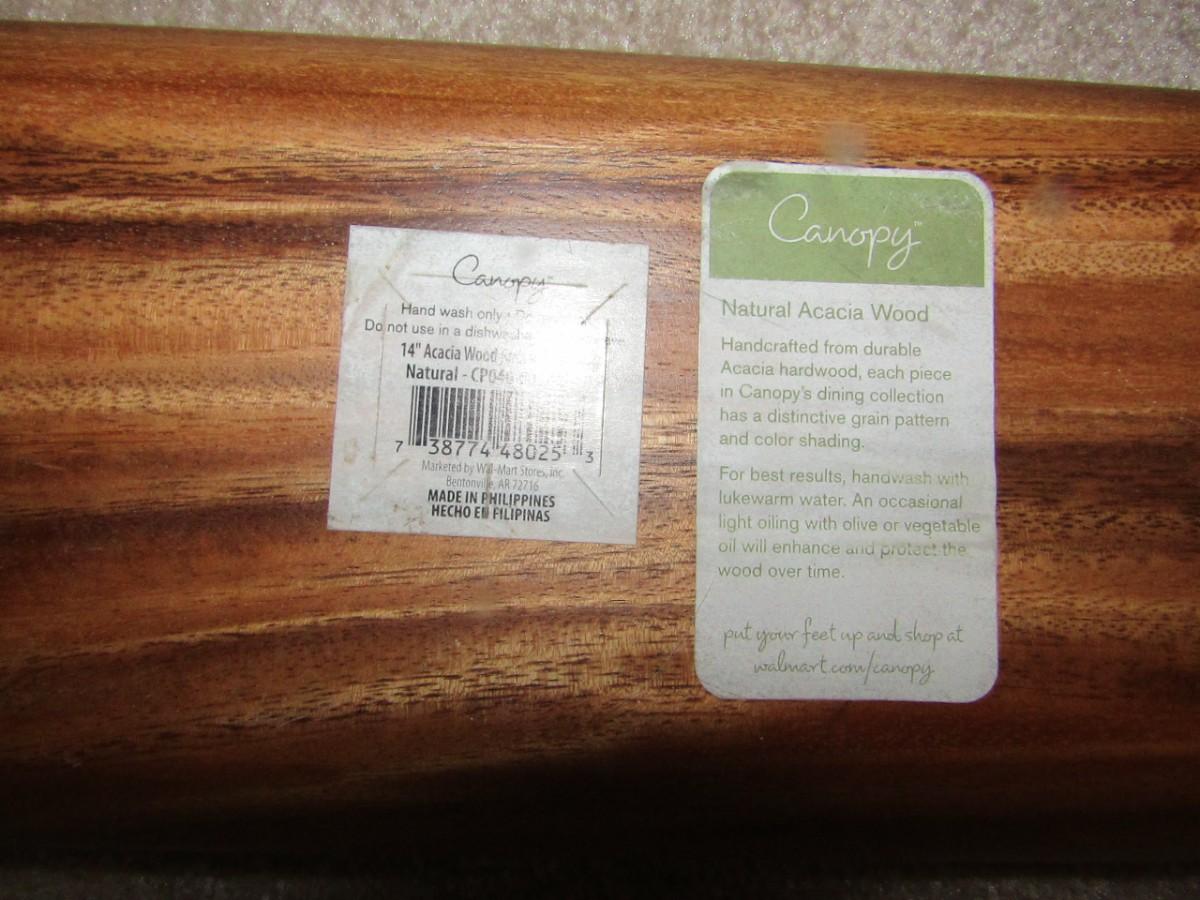 Canopy™
Hand wash only
Do not use in a
14" Acacia Wood
Natural -
7 38774 48025 3
Marketed by Wal-Mart Stores, Inc.
Bentonville, AR 72716
MADE IN PHILIPPINES
HECHO EN FILIPINAS
Canopy™
Natural Acacia Wood
Handcrafted from durable
Acacia hardwood, each piece
in Canopy's dining collection
has a distinctive grain pattern
and color shading.
For best results, handwash with
lukewarm water. An occasional
light oiling with olive or vegetable
oil will enhance and protect the
wood over time.
put your feet up and shop at
walmart.com/canopy